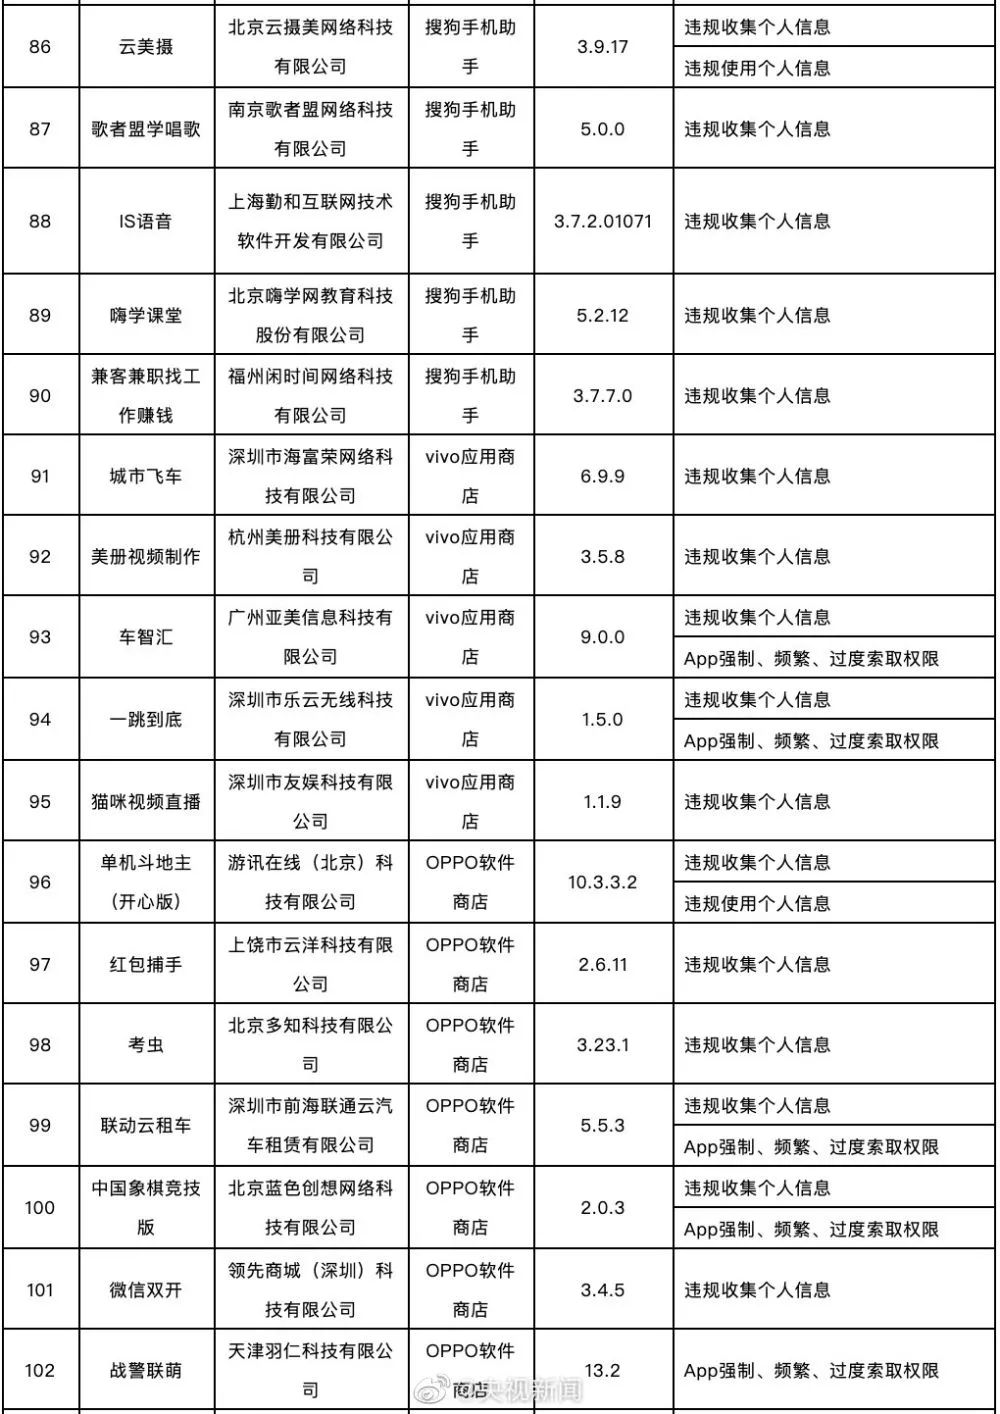 86
云美摄
北京云摄美网络科技
有限公司
搜狗手机助
手
3.9.17
违规收集个人信息
违规使用个人信息
87
歌者盟学唱歌
南京歌者盟网络科技
有限公司
搜狗手机助
手
5.0.0
违规收集个人信息
88
IS语音
上海勤和互联网技术
软件开发有限公司
搜狗手机助
手
3.7.2.01071
违规收集个人信息
89
嗨学课堂
北京嗨学网教育科技
股份有限公司
搜狗手机助
手
5.2.12
违规收集个人信息
90
兼客兼职找工
作赚钱
福州闲时间网络科技
有限公司
搜狗手机助
手
3.7.7.0
违规收集个人信息
91
城市飞车
深圳市海富荣网络科
技有限公司
vivo应用商
店
6.9.9
违规收集个人信息
92
美册视频制作
杭州美册科技有限公
司
vivo应用商
店
3.5.8
违规收集个人信息
93
车智汇
广州亚美信息科技有
限公司
vivo应用商
店
9.0.0
违规收集个人信息
App强制、频繁、过度索取权限
94
一跳到底
深圳市乐云无线科技
有限公司
vivo应用商
店
1.5.0
违规收集个人信息
App强制、频繁、过度索取权限
95
猫咪视频直播
深圳市友娱科技有限
公司
vivo应用商
店
1.1.9
违规收集个人信息
96
单机斗地主
（开心版）
游讯在线（北京）科
技有限公司
OPPO软件
商店
10.3.3.2
违规收集个人信息
违规使用个人信息
97
红包捕手
上饶市云洋科技有限
公司
OPPO软件
商店
2.6.11
违规收集个人信息
98
考虫
北京多知科技有限公
司
OPPO软件
商店
3.23.1
违规收集个人信息
99
联动云租车
深圳市前海联通云汽
车租赁有限公司
OPPO软件
商店
5.5.3
违规收集个人信息
App强制、频繁、过度索取权限
100
中国象棋竞技
版
北京蓝色创想网络科
技有限公司
OPPO软件
商店
2.0.3
违规收集个人信息
App强制、频繁、过度索取权限
101
微信双开
领先商城（深圳）科
技有限公司
OPPO软件
商店
3.4.5
违规收集个人信息
102
战警联萌
天津羽仁科技有限公
司
OPPO软件
商店
13.2
App强制、频繁、过度索取权限
@央视新闻